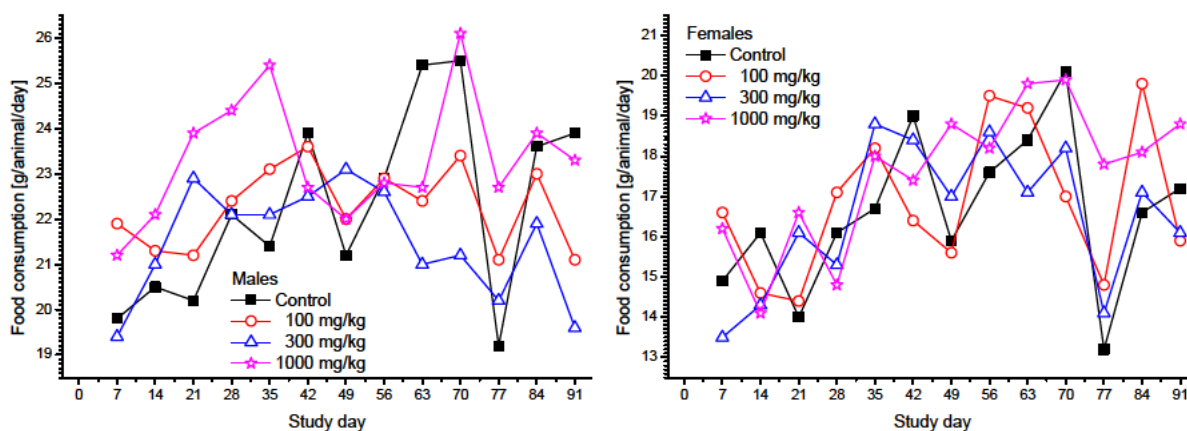 Food consumption [g/animal/day]
26
25
24
23
22
21
20
19
Males
Control
100 mg/kg
300 mg/kg
1000 mg/kg
0 7 14 21 28 35 42 49 56 63 70 77 84 91
Study day
Food consumption [g/animal/day]
21
20
19
18
17
16
15
14
13
Females
Control
100 mg/kg
300 mg/kg
1000 mg/kg
0 7 14 21 28 35 42 49 56 63 70 77 84 91
Study day